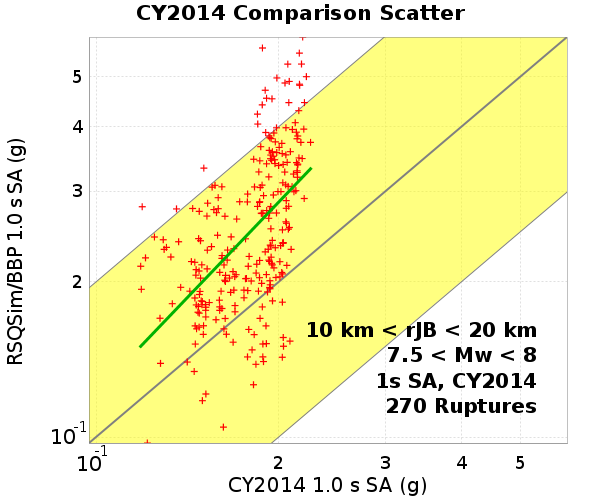 CY2014 Comparison Scatter
RSQSim/BBP 1.0 s SA (g)
5
4
3
2
10⁻¹
10 km < rJB < 20 km
7.5 < Mw < 8
1s SA, CY2014
270 Ruptures
10⁻¹ 2 3 4 5
CY2014 1.0 s SA (g)